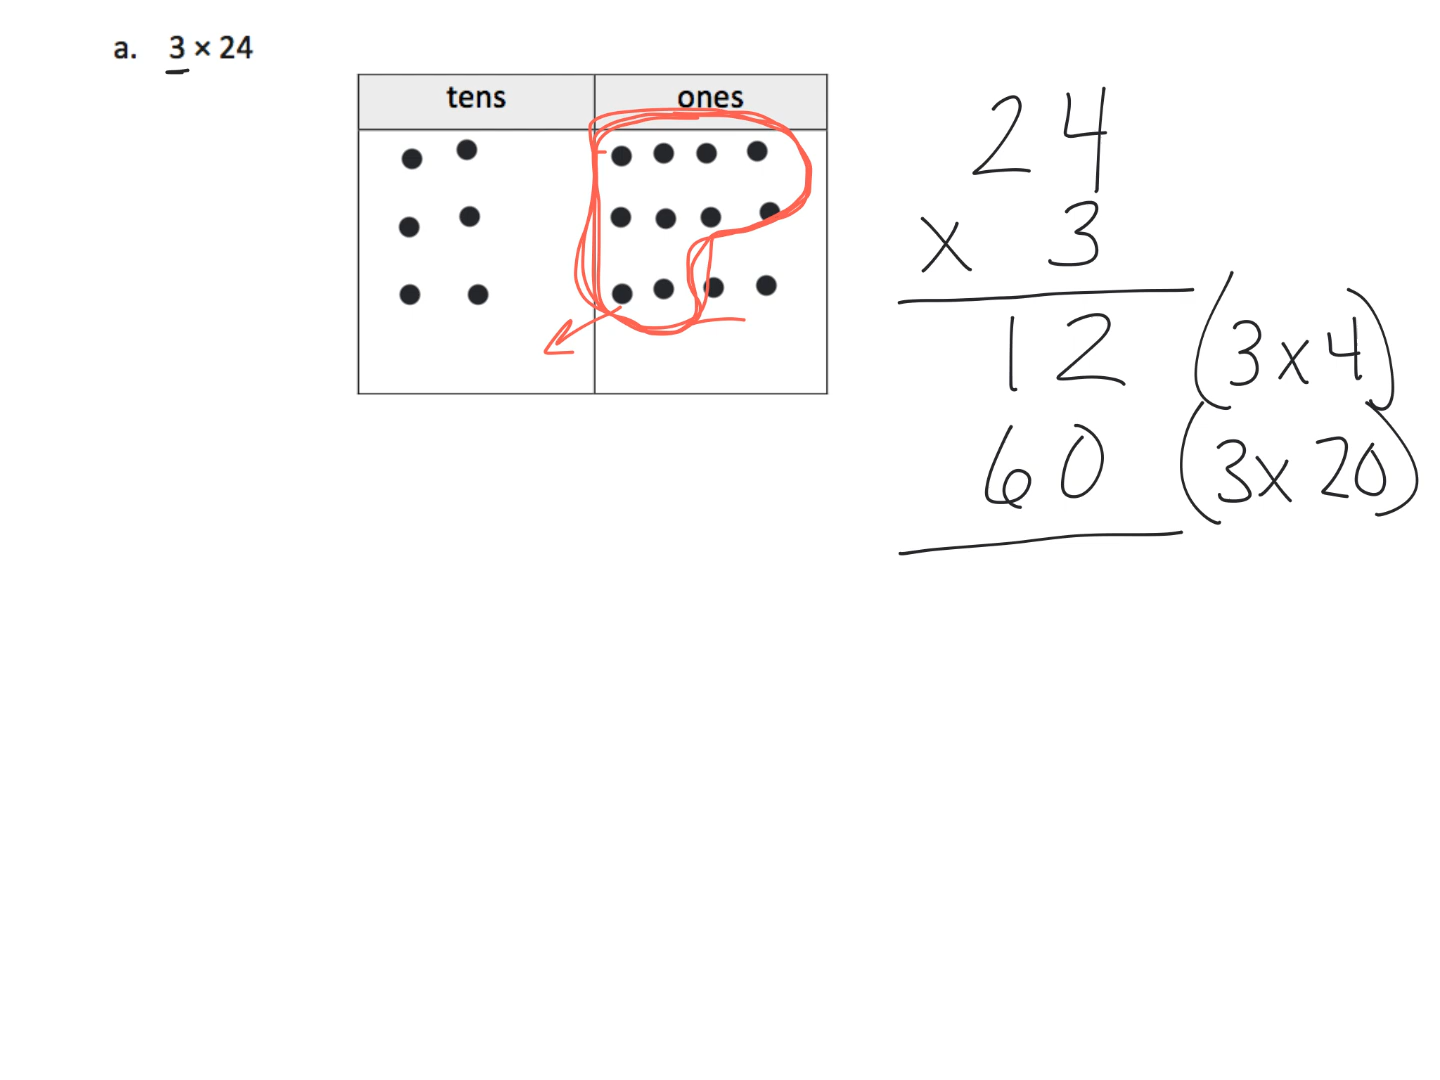 a. 3 × 24
tens ones
24
x 3
12 (3x4)
60 (3x20)